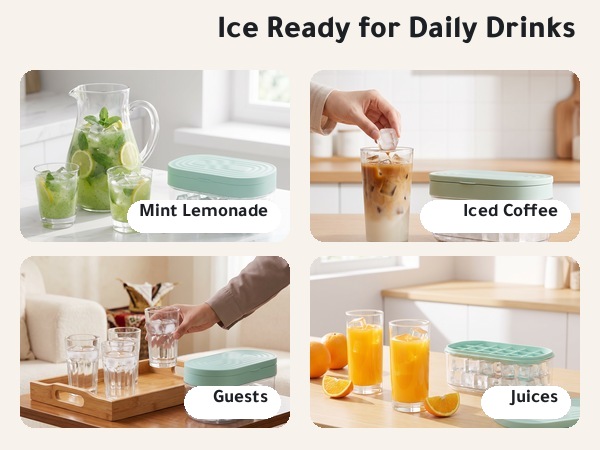 Ice Ready for Daily Drinks
Mint Lemonade
Iced Coffee
Guests
Juices